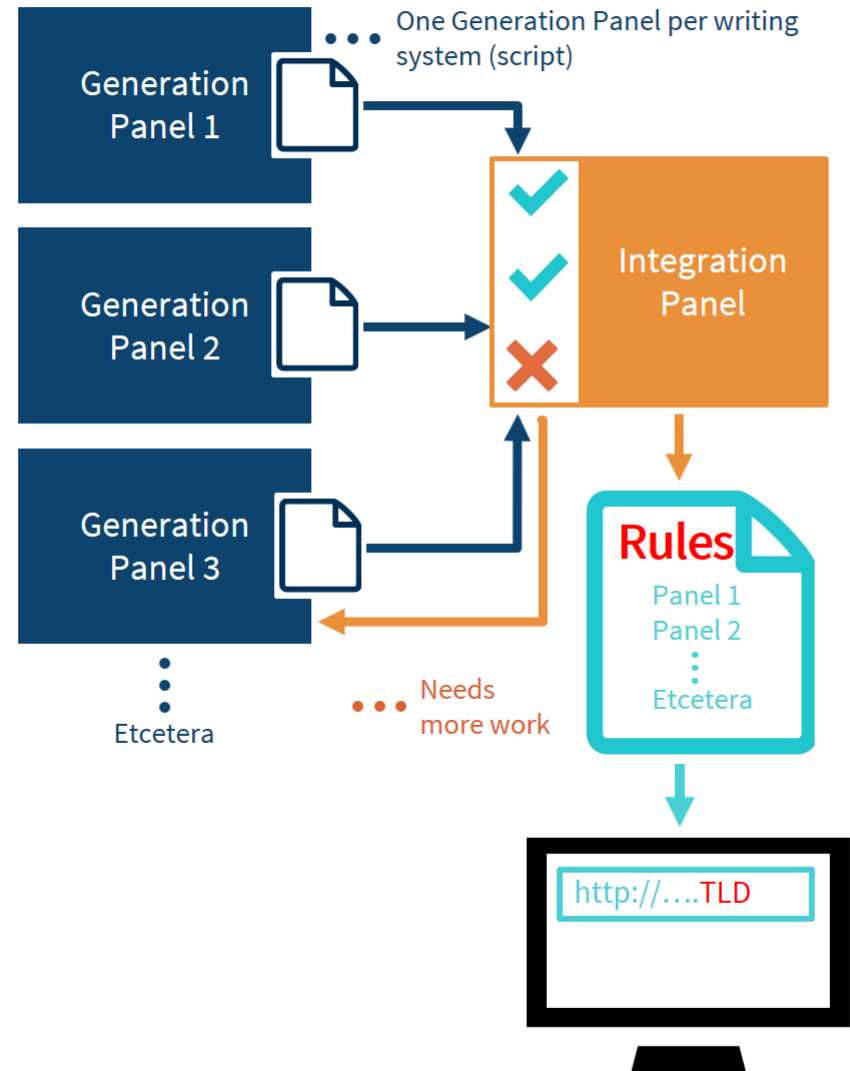 One Generation Panel per writing
system (script)
Generation
Panel 1
Generation
Panel 2
Integration
Panel
Generation
Panel 3
Rules
Panel 1
Panel 2
Etcetera
Needs
more work
Etcetera
http://....TLD